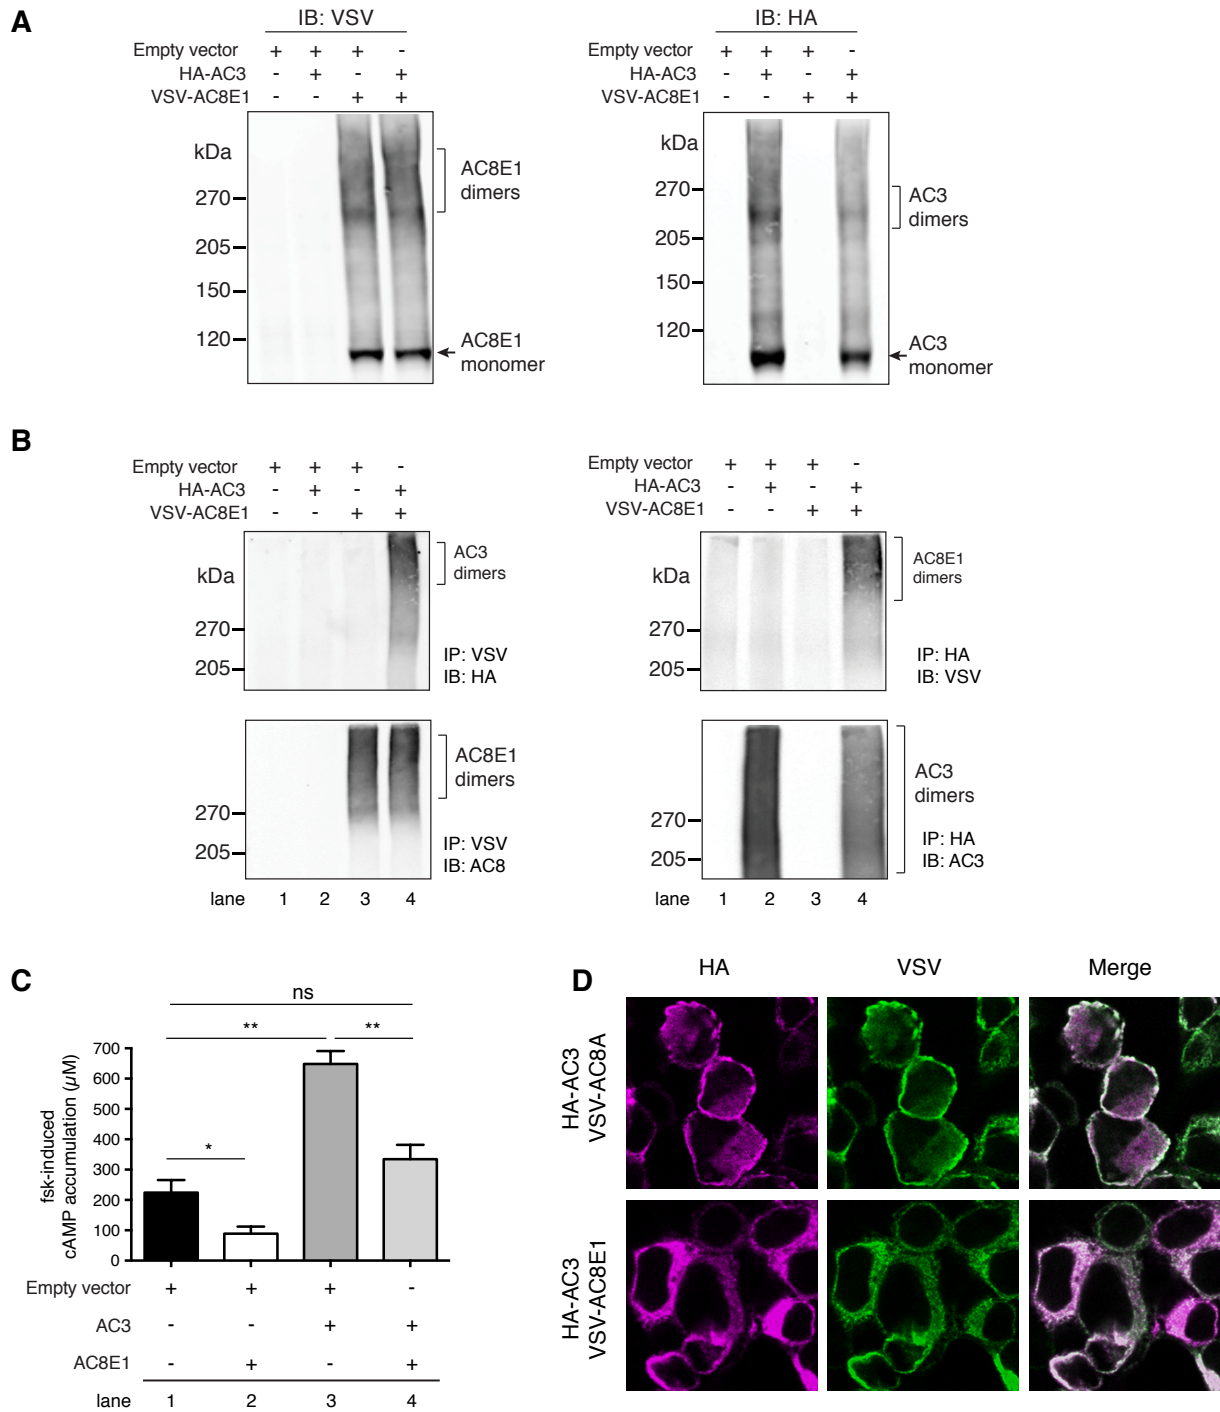 A
IB: VSV
Empty vector + + + -
HA-AC3 - + - +
VSV-AC8E1 - - + +
kDa
270
205
150
120
AC8E1
dimers
AC8E1
monomer
IB: HA
Empty vector + + + -
HA-AC3 - + - +
VSV-AC8E1 - - + +
kDa
270
205
150
120
AC3
dimers
AC3
monomer
B
Empty vector + + + -
HA-AC3 - + - +
VSV-AC8E1 - - + +
kDa
270
205
AC3
dimers
IP: VSV
IB: HA
270
205
AC8E1
dimers
IP: VSV
IB: AC8
lane 1 2 3 4
Empty vector + + + -
HA-AC3 - + - +
VSV-AC8E1 - - + +
kDa
270
205
AC8E1
dimers
IP: HA
IB: VSV
270
205
AC3
dimers
IP: HA
IB: AC3
lane 1 2 3 4
C
ns
** **
*
fsk-induced
cAMP accumulation (µM)
700
600
500
400
300
200
100
0
Empty vector + + + -
AC3 - - + +
AC8E1 - + - +
lane 1 2 3 4
D
HA VSV Merge
HA-AC3
VSV-AC8A
HA-AC3
VSV-AC8E1